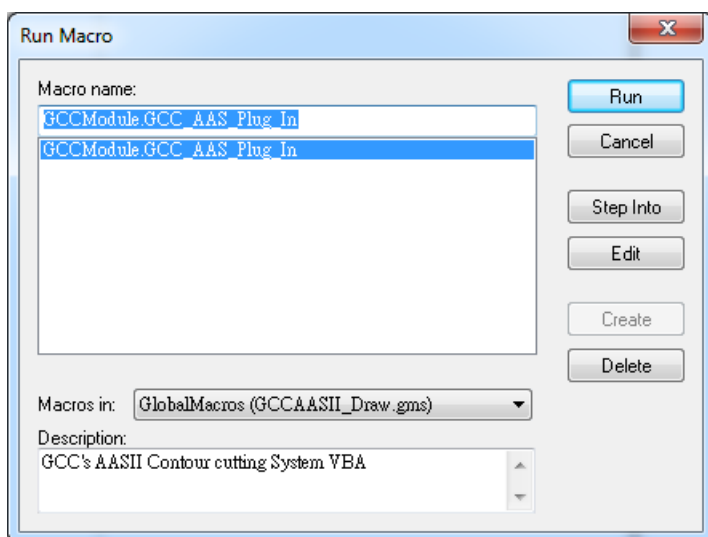 Run Macro
Macro name:
GCCModule.GCC_AAS_Plug_In
GCCModule.GCC_AAS_Plug_In
Run
Cancel
Step Into
Edit
Create
Delete
Macros in: GlobalMacros (GCCAASII_Draw.gms)
Description:
GCC's AASII Contour cutting System VBA